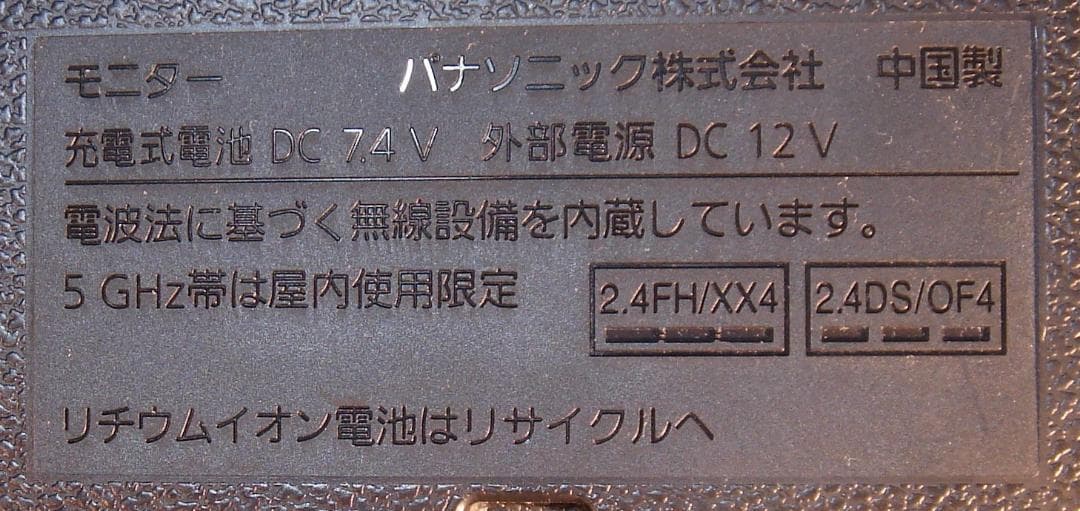 モニター パナソニック株式会社 中国製
充電式電池 DC 7.4 V 外部電源 DC 12 V
電波法に基づく無線設備を内蔵しています。
5 GHz帯は屋内使用限定 2.4FH/XX4 2.4DS/OF4
リチウムイオン電池はリサイクルへ